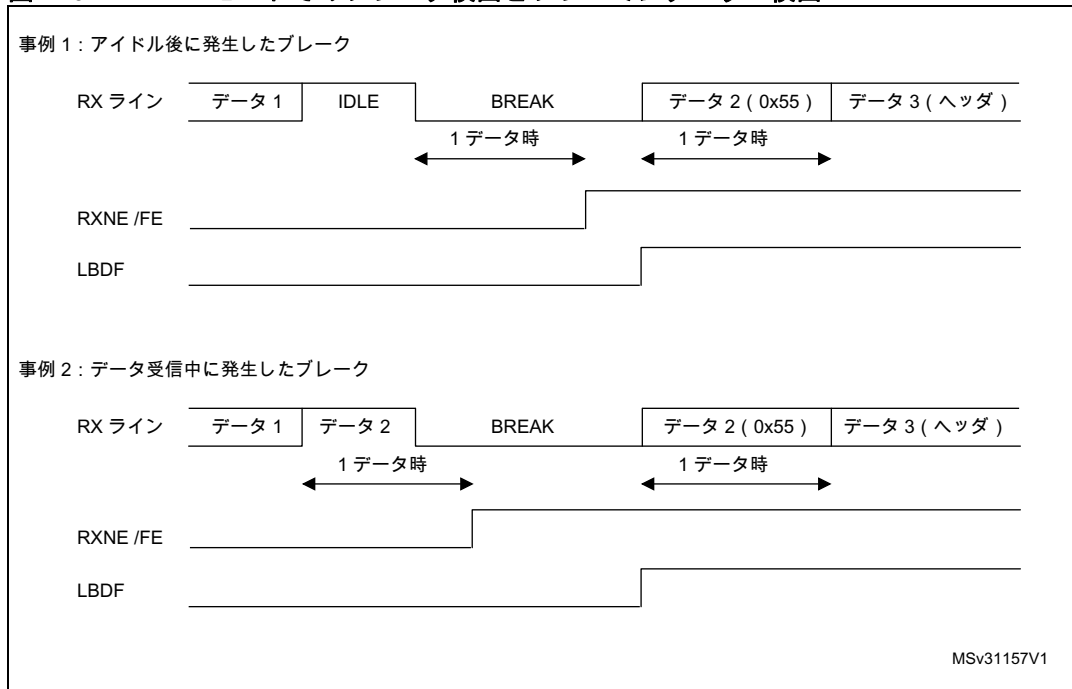 事例 1：アイドル後に発生したブレーク
RX ライン データ 1 IDLE BREAK データ 2（0x55） データ 3（ヘッダ）
1 データ時 1 データ時
RXNE /FE
LBDF
事例 2：データ受信中に発生したブレーク
RX ライン データ 1 データ 2 BREAK データ 2（0x55） データ 3（ヘッダ）
1 データ時 1 データ時
RXNE /FE
LBDF
MSv31157V1